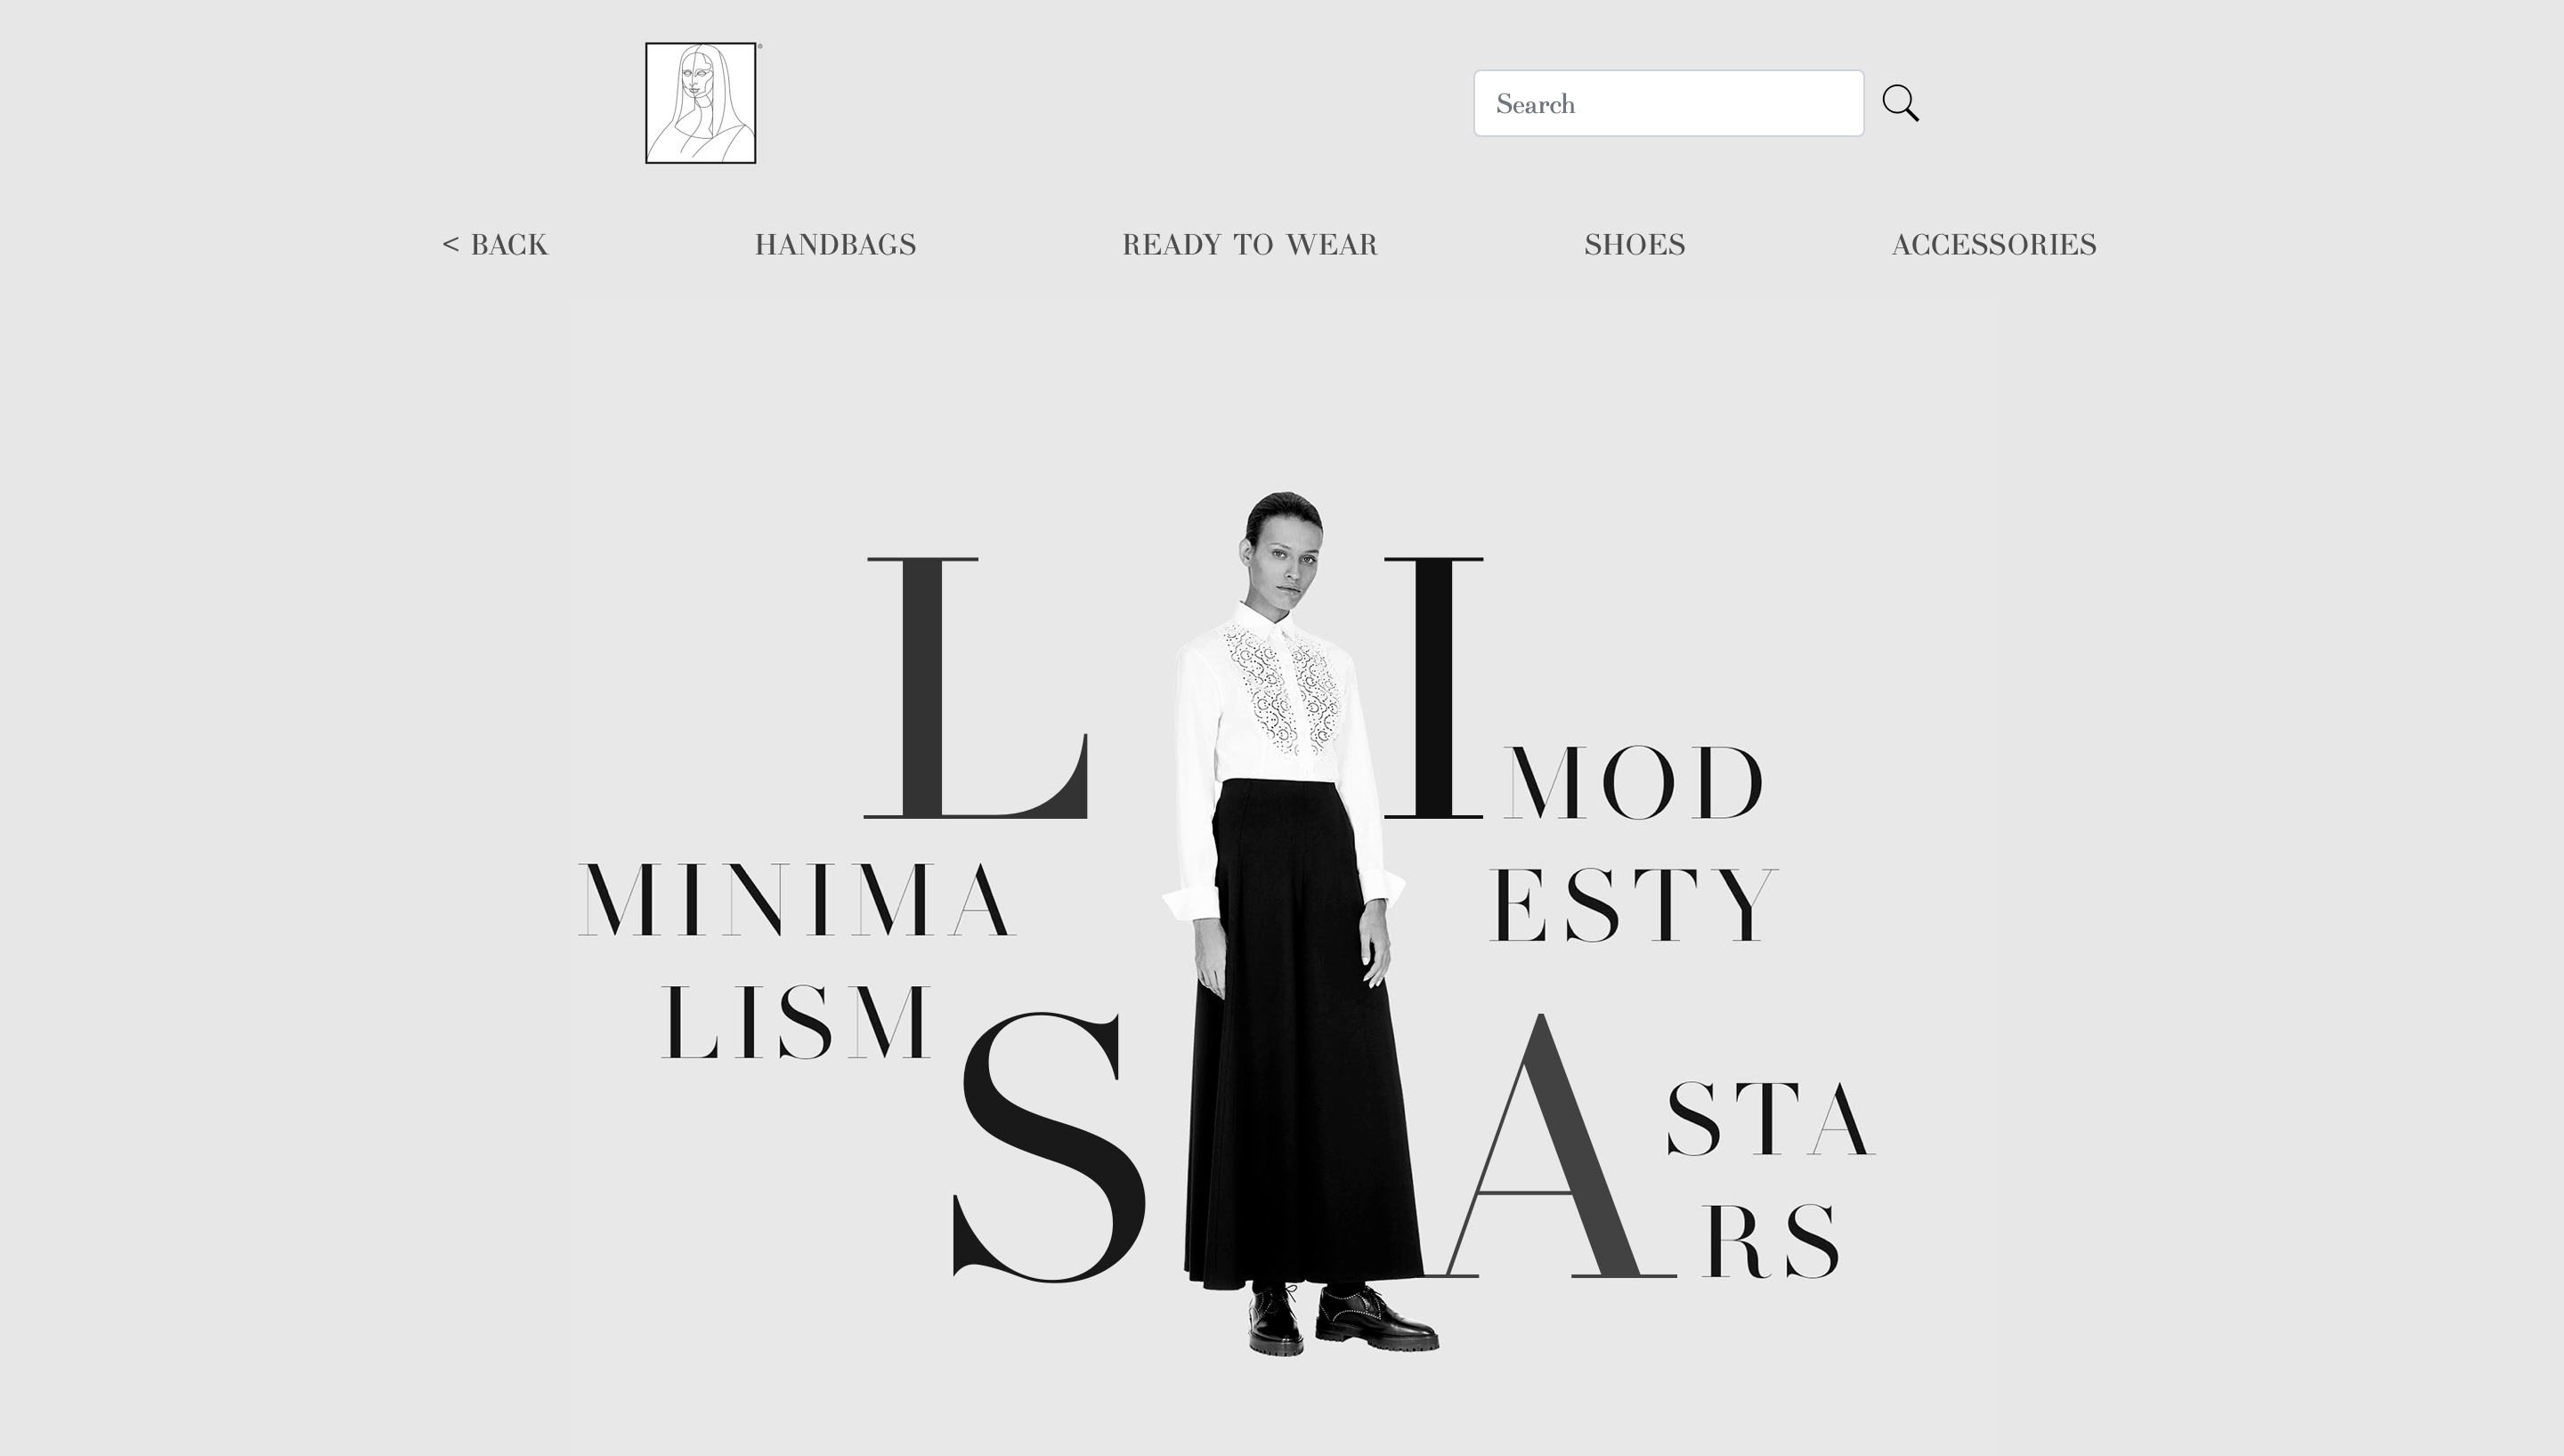 ®
Search
< BACK
HANDBAGS
READY TO WEAR
SHOES
ACCESSORIES
L I
MOD
ESTY
MINIMA
LISM
S A
STA
RS